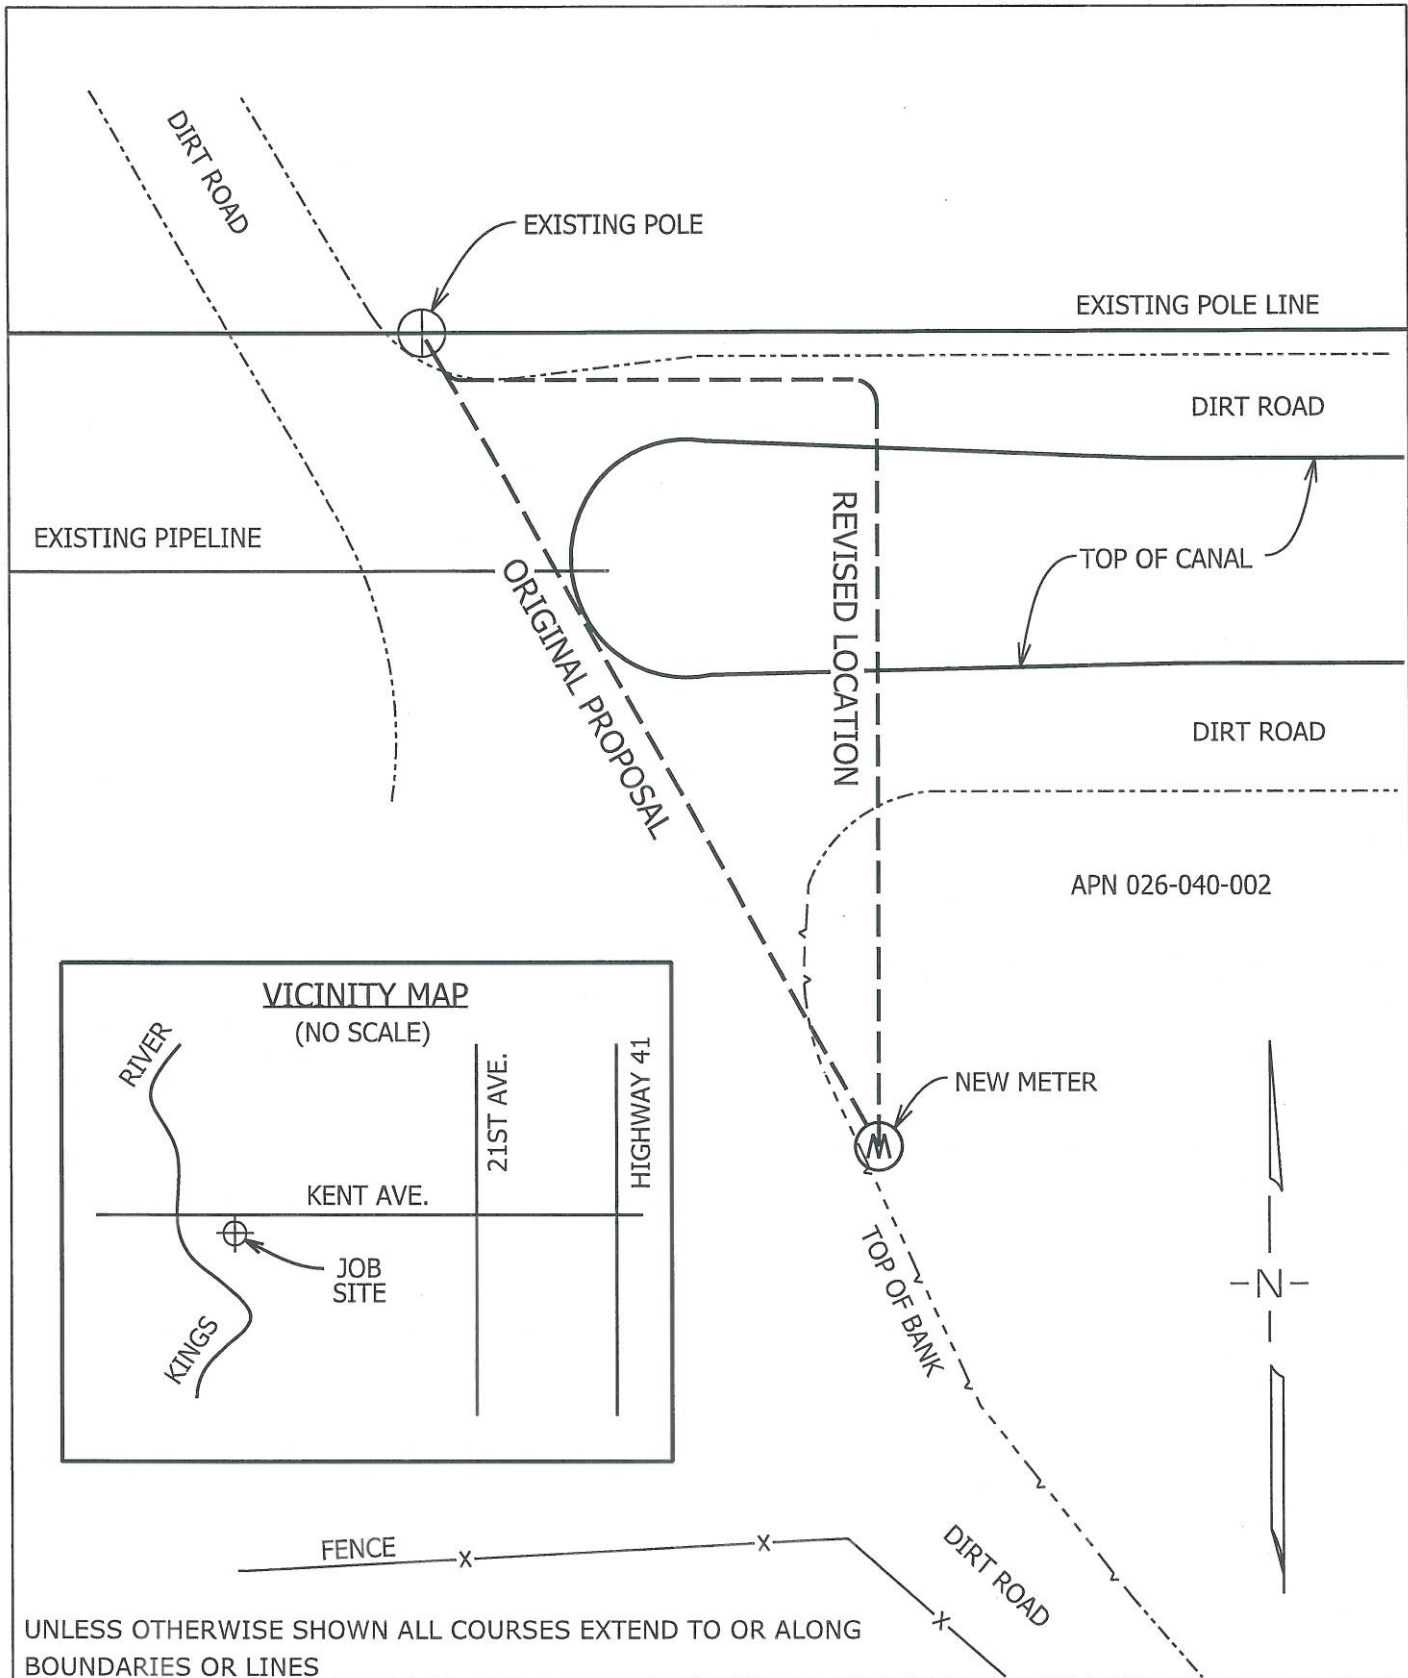 DIRT ROAD
EXISTING POLE
EXISTING POLE LINE
DIRT ROAD
EXISTING PIPELINE
TOP OF CANAL
ORIGINAL PROPOSAL
REVISED LOCATION
DIRT ROAD
APN 026-040-002
VICINITY MAP
(NO SCALE)
RIVER
21ST AVE.
HIGHWAY 41
KENT AVE.
JOB
SITE
KINGS
NEW METER
M
TOP OF BANK
N
FENCE
X
X
X
DIRT ROAD
UNLESS OTHERWISE SHOWN ALL COURSES EXTEND TO OR ALONG
BOUNDARIES OR LINES